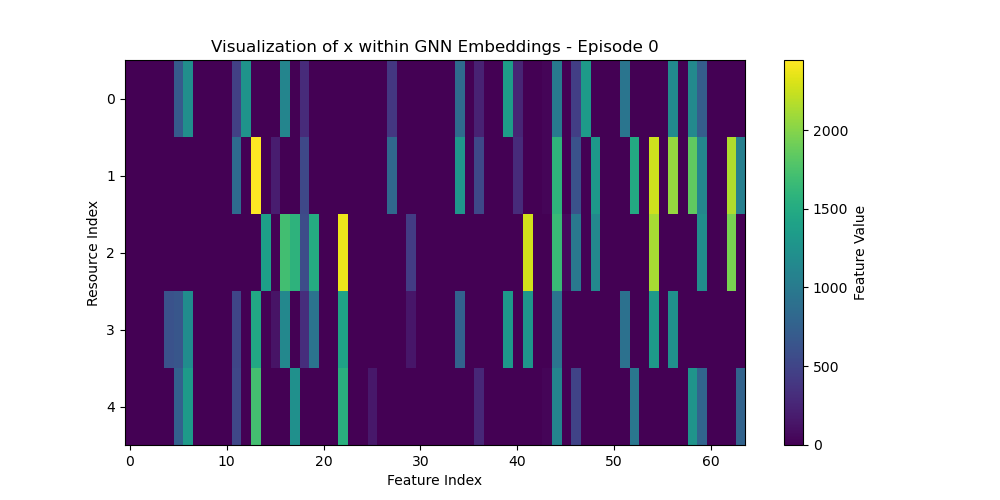 Visualization of x within GNN Embeddings - Episode 0
Resource Index
0
1
2
3
4
0 10 20 30 40 50 60
Feature Index
2000
1500
1000
500
0
Feature Value